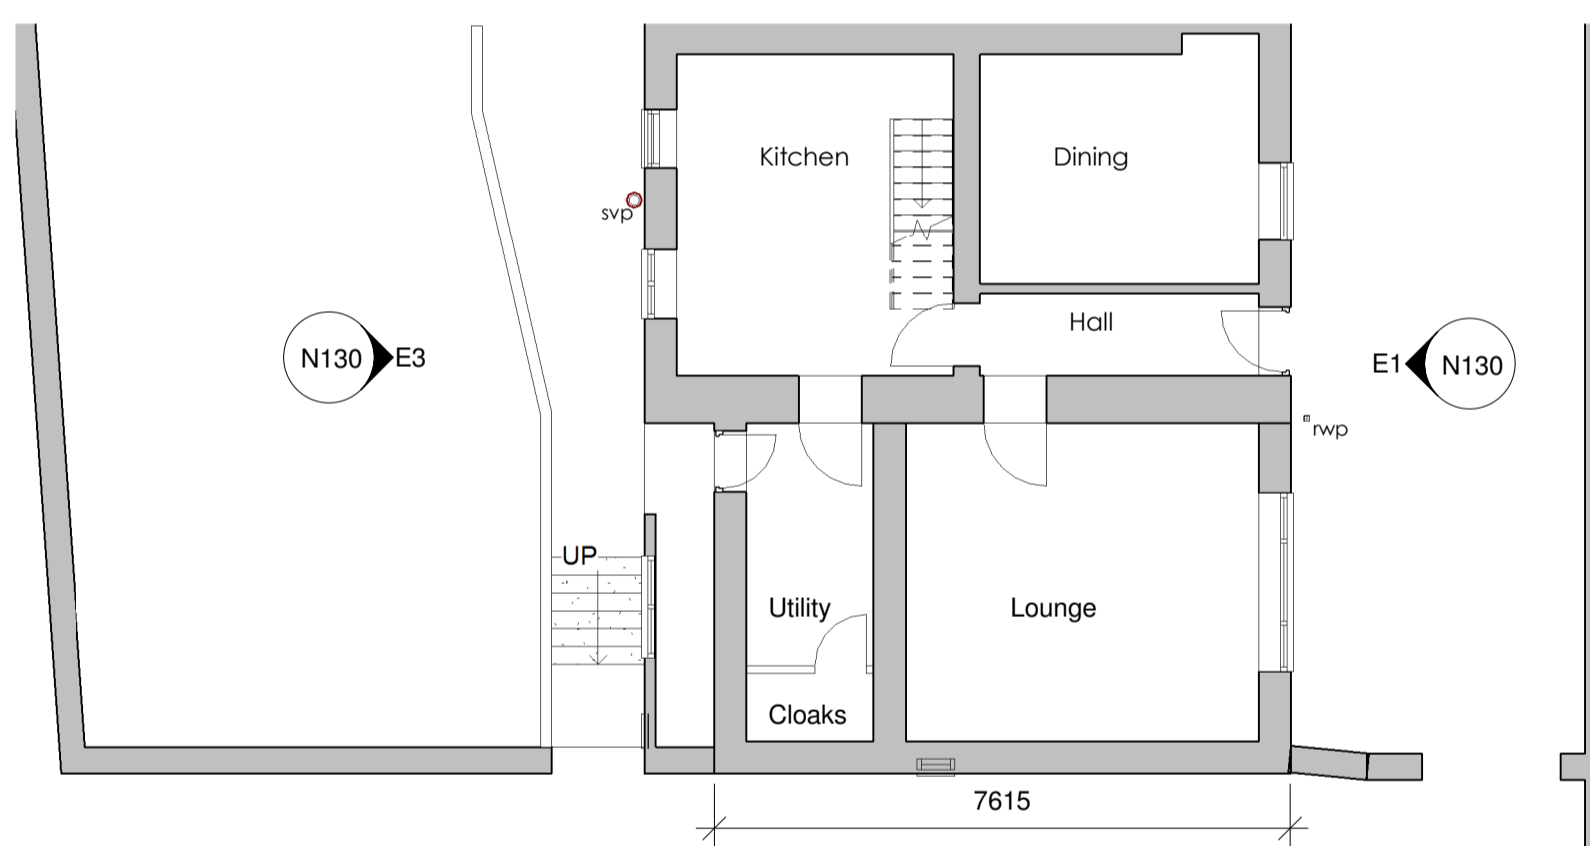 Kitchen
Dining
svp
Hall
N130
E3
E1
N130
rwp
UP
Utility
Lounge
Cloaks
7615